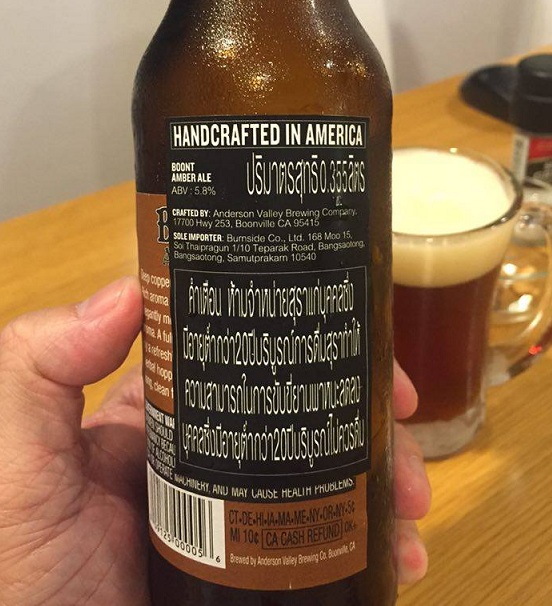 HANDCRAFTED IN AMERICA
BOONT
AMBER ALE
ABV : 5.8%
ปริมาตรสุทธิ 0.355 ลิตร
CRAFTED BY: Anderson Valley Brewing Company.
17700 Hwy 253, Boonville CA 95415
SOLE IMPORTER: Burnside Co., Ltd. 168 Moo 15,
Soi Thaipragun 1/10 Teparak Road, Bangsaotong,
Bangsaotong, Samutprakarn 10540
คำเตือน ห้ามจำหน่ายสุราแก่บุคคลซึ่ง
มีอายุต่ำกว่า20ปีบริบูรณ์การดื่มสุราทำให้
ความสามารถในการขับขี่ยานพาหนะลดลง
บุคคลซึ่งมีอายุต่ำกว่า20ปีบริบูรณ์ไม่ควรดื่ม
OPERATE MACHINERY, AND MAY CAUSE HEALTH PROBLEMS.
CT•DE•HI•IA•MA•ME•NY•OR•NY•5¢
MI 10¢ CA CASH REFUND OK+
Brewed by Anderson Valley Brewing Co. Boonville, CA
25 00005 6